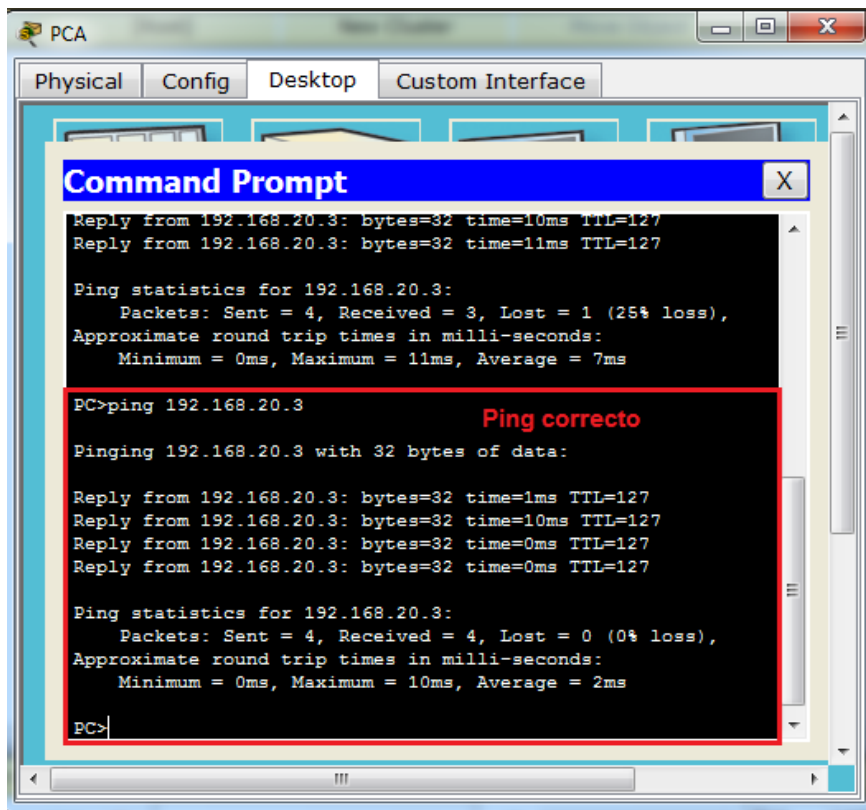 PCA
Physical Config Desktop Custom Interface
Command Prompt X
Reply from 192.168.20.3: bytes=32 time=10ms TTL=127
Reply from 192.168.20.3: bytes=32 time=11ms TTL=127
Ping statistics for 192.168.20.3:
Packets: Sent = 4, Received = 3, Lost = 1 (25% loss),
Approximate round trip times in milli-seconds:
Minimum = 0ms, Maximum = 11ms, Average = 7ms
PC>ping 192.168.20.3
Ping correcto
Pinging 192.168.20.3 with 32 bytes of data:
Reply from 192.168.20.3: bytes=32 time=1ms TTL=127
Reply from 192.168.20.3: bytes=32 time=10ms TTL=127
Reply from 192.168.20.3: bytes=32 time=0ms TTL=127
Reply from 192.168.20.3: bytes=32 time=0ms TTL=127
Ping statistics for 192.168.20.3:
Packets: Sent = 4, Received = 4, Lost = 0 (0% loss),
Approximate round trip times in milli-seconds:
Minimum = 0ms, Maximum = 10ms, Average = 2ms
PC>